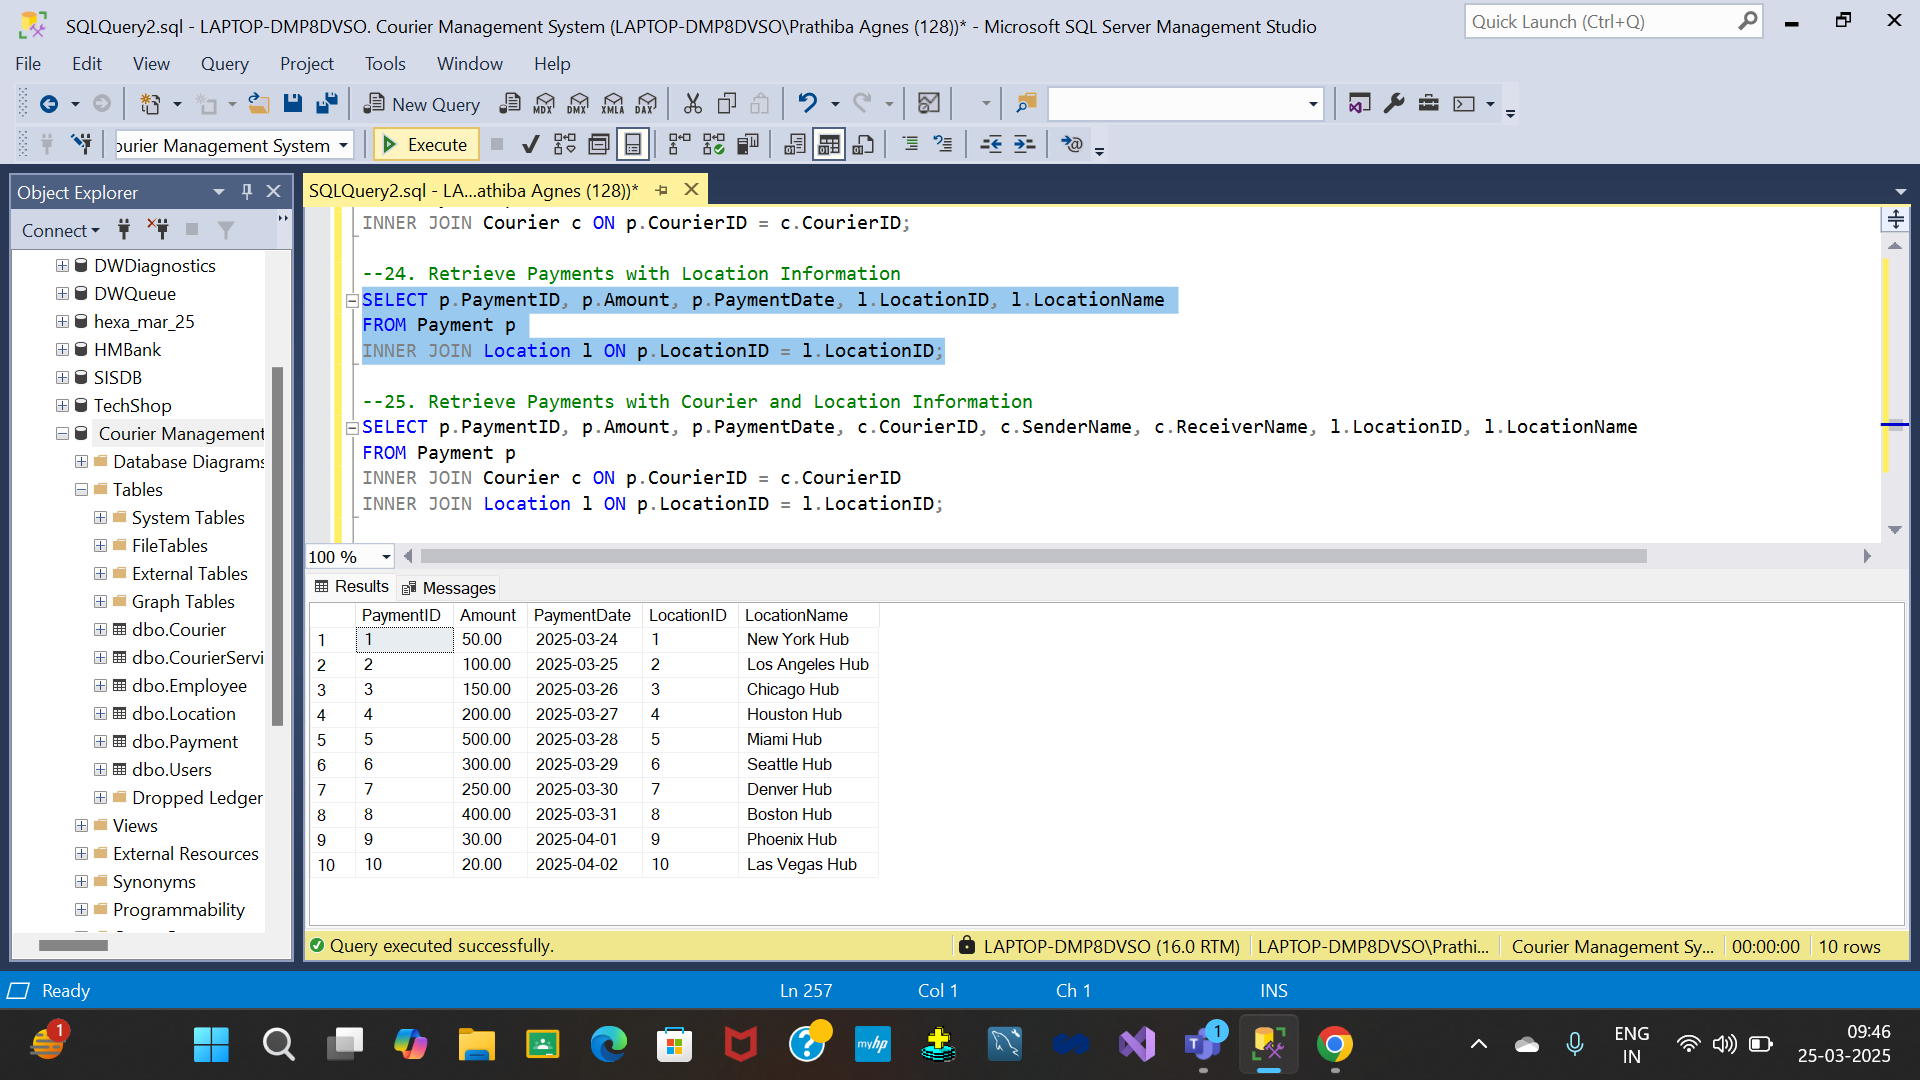 SQLQuery2.sql - LAPTOP-DMP8DVSO. Courier Management System (LAPTOP-DMP8DVSO\Prathiba Agnes (128))* - Microsoft SQL Server Management Studio
Quick Launch (Ctrl+Q)
File Edit View Query Project Tools Window Help
New Query MDX DMX XMLA DAX
ourier Management System Execute
Object Explorer
SQLQuery2.sql - LA...athiba Agnes (128))*
Connect
DWDiagnostics
DWQueue
hexa_mar_25
HMBank
SISDB
TechShop
Courier Management
Database Diagrams
Tables
System Tables
FileTables
External Tables
Graph Tables
dbo.Courier
dbo.CourierServi
dbo.Employee
dbo.Location
dbo.Payment
dbo.Users
Dropped Ledger
Views
External Resources
Synonyms
Programmability
INNER JOIN Courier c ON p.CourierID = c.CourierID;
--24. Retrieve Payments with Location Information
SELECT p.PaymentID, p.Amount, p.PaymentDate, l.LocationID, l.LocationName
FROM Payment p
INNER JOIN Location l ON p.LocationID = l.LocationID;
--25. Retrieve Payments with Courier and Location Information
SELECT p.PaymentID, p.Amount, p.PaymentDate, c.CourierID, c.SenderName, c.ReceiverName, l.LocationID, l.LocationName
FROM Payment p
INNER JOIN Courier c ON p.CourierID = c.CourierID
INNER JOIN Location l ON p.LocationID = l.LocationID;
100 %
Results Messages
PaymentID Amount PaymentDate LocationID LocationName
1 1 50.00 2025-03-24 1 New York Hub
2 2 100.00 2025-03-25 2 Los Angeles Hub
3 3 150.00 2025-03-26 3 Chicago Hub
4 4 200.00 2025-03-27 4 Houston Hub
5 5 500.00 2025-03-28 5 Miami Hub
6 6 300.00 2025-03-29 6 Seattle Hub
7 7 250.00 2025-03-30 7 Denver Hub
8 8 400.00 2025-03-31 8 Boston Hub
9 9 30.00 2025-04-01 9 Phoenix Hub
10 10 20.00 2025-04-02 10 Las Vegas Hub
Query executed successfully. LAPTOP-DMP8DVSO (16.0 RTM) LAPTOP-DMP8DVSO\Prathi... Courier Management Sy... 00:00:00 10 rows
Ready Ln 257 Col 1 Ch 1 INS
1 myhp 1 ENG IN 09:46 25-03-2025